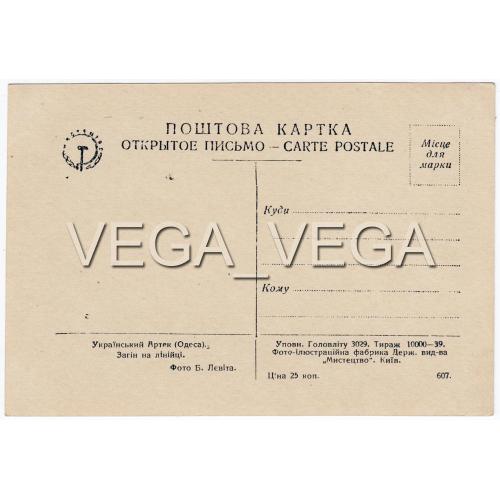 ПОШТОВА КАРТКА
ОТКРЫТОЕ ПИСЬМО — CARTE POSTALE
Місце
для
марки
Куди
VEGA_VEGA
Кому
Український Артек (Одеса).
Загін на лінійці.
Фото Б. Лєвіта.
Уповн. Головліту 3029. Тираж 10000—39.
Фото-ілюстраційна фабрика Держ. вид-ва
„Мистецтво". Київ.
Ціна 25 коп. 607.